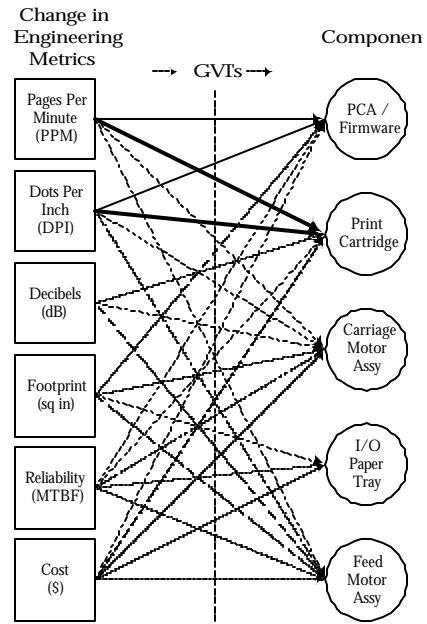 Change in
Engineering
Metrics
GVTs
Component
Pages Per
Minute
(PPM)
Dots Per
Inch
(DPI)
Decibels
(dB)
Footprint
(sq in)
Reliability
(MTBF)
Cost
($)
PCA /
Firmware
Print
Cartridge
Carriage
Motor
Assy
I/O
Paper
Tray
Feed
Motor
Assy